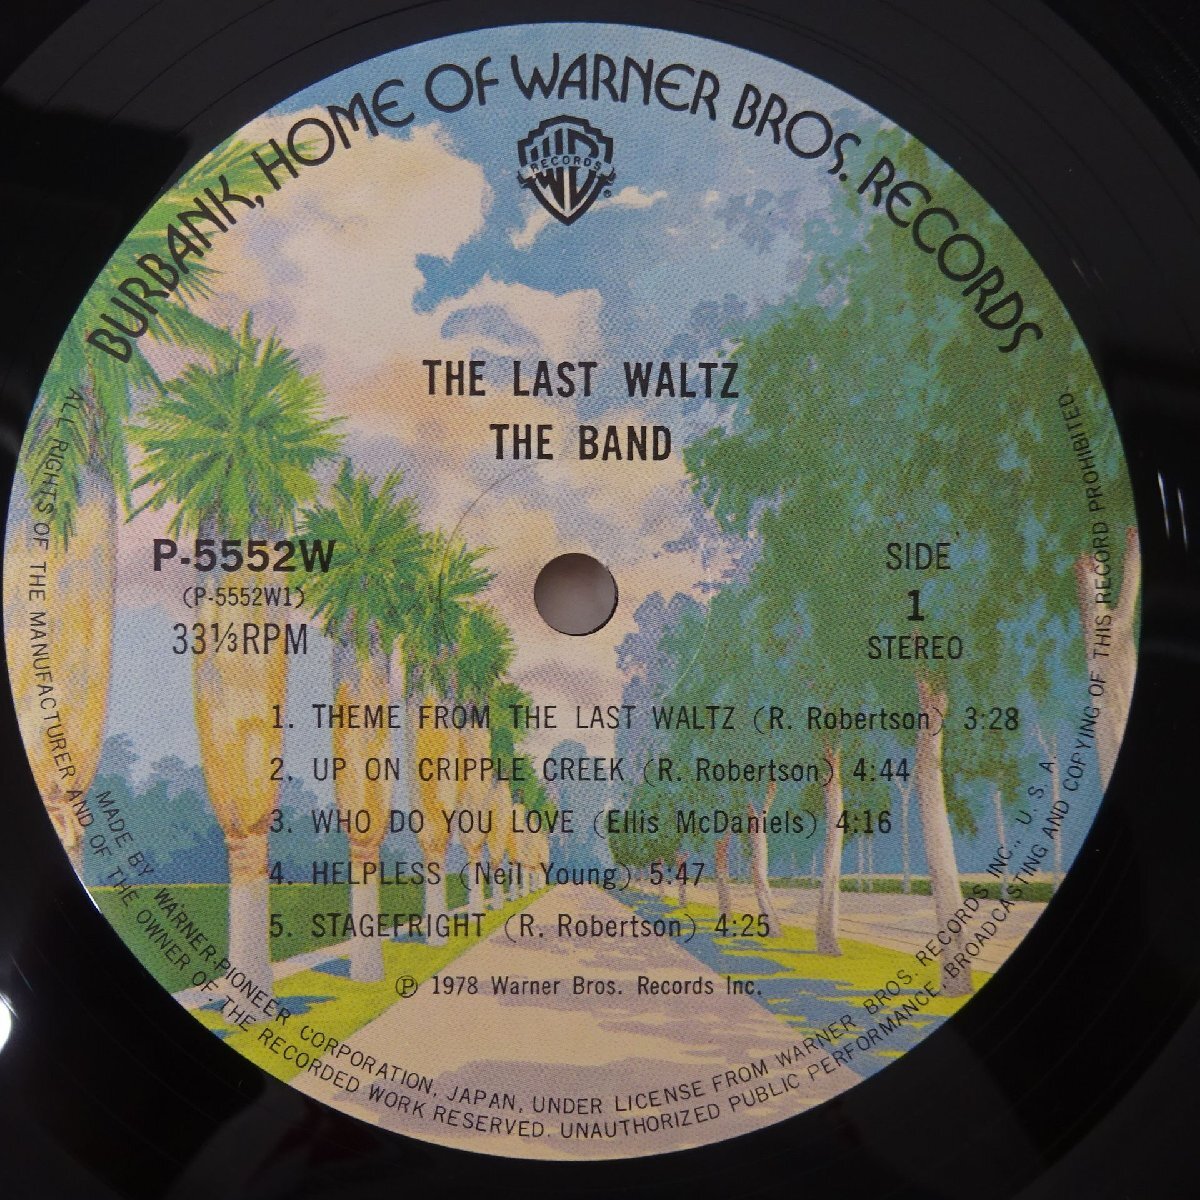 BURBANK, HOME OF WARNER BROS. RECORDS
RECORDS
®
THE LAST WALTZ
THE BAND
P-5552W
(P-5552W1)
33⅓RPM
SIDE
1
STEREO
1. THEME FROM THE LAST WALTZ (R. Robertson) 3:28
2. UP ON CRIPPLE CREEK (R. Robertson) 4:44
3. WHO DO YOU LOVE (Ellis McDaniels) 4:16
4. HELPLESS (Neil Young) 5:47
5. STAGEFRIGHT (R. Robertson) 4:25
℗ 1978 Warner Bros. Records Inc.
MADE BY WARNER-PIONEER CORPORATION, JAPAN, UNDER LICENSE FROM WARNER BROS. RECORDS INC., U. S. A.
ALL RIGHTS OF THE MANUFACTURER AND OF THE OWNER OF THE RECORDED WORK RESERVED. UNAUTHORIZED PUBLIC PERFORMANCE, BROADCASTING AND COPYING OF THIS RECORD PROHIBITED.